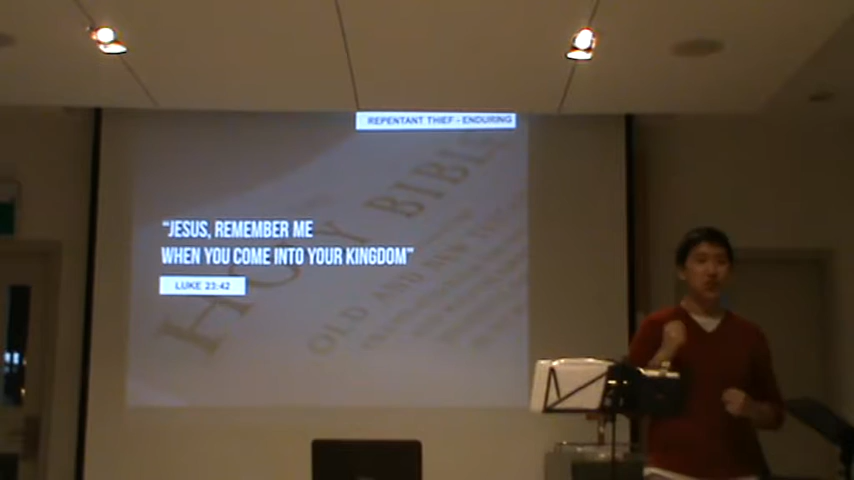 REPENTANT THIEF - ENDURING
"JESUS, REMEMBER ME
WHEN YOU COME INTO YOUR KINGDOM"
LUKE 23:42
HOLY BIBLE
OLD AND NEW